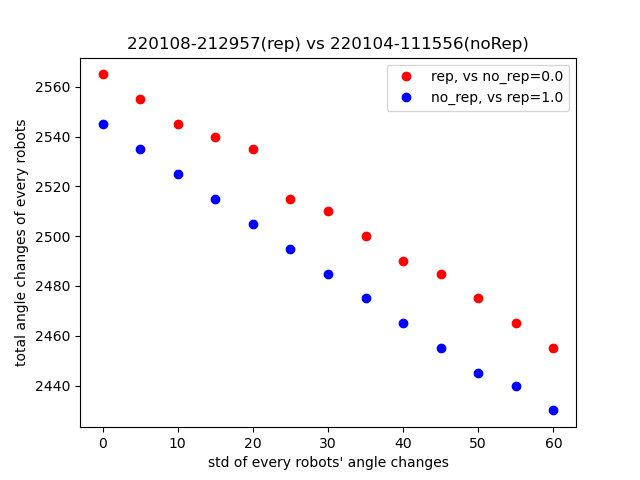 220108-212957(rep) vs 220104-111556(noRep)
rep, vs no_rep=0.0
no_rep, vs rep=1.0
total angle changes of every robots
2560
2540
2520
2500
2480
2460
2440
0 10 20 30 40 50 60
std of every robots' angle changes